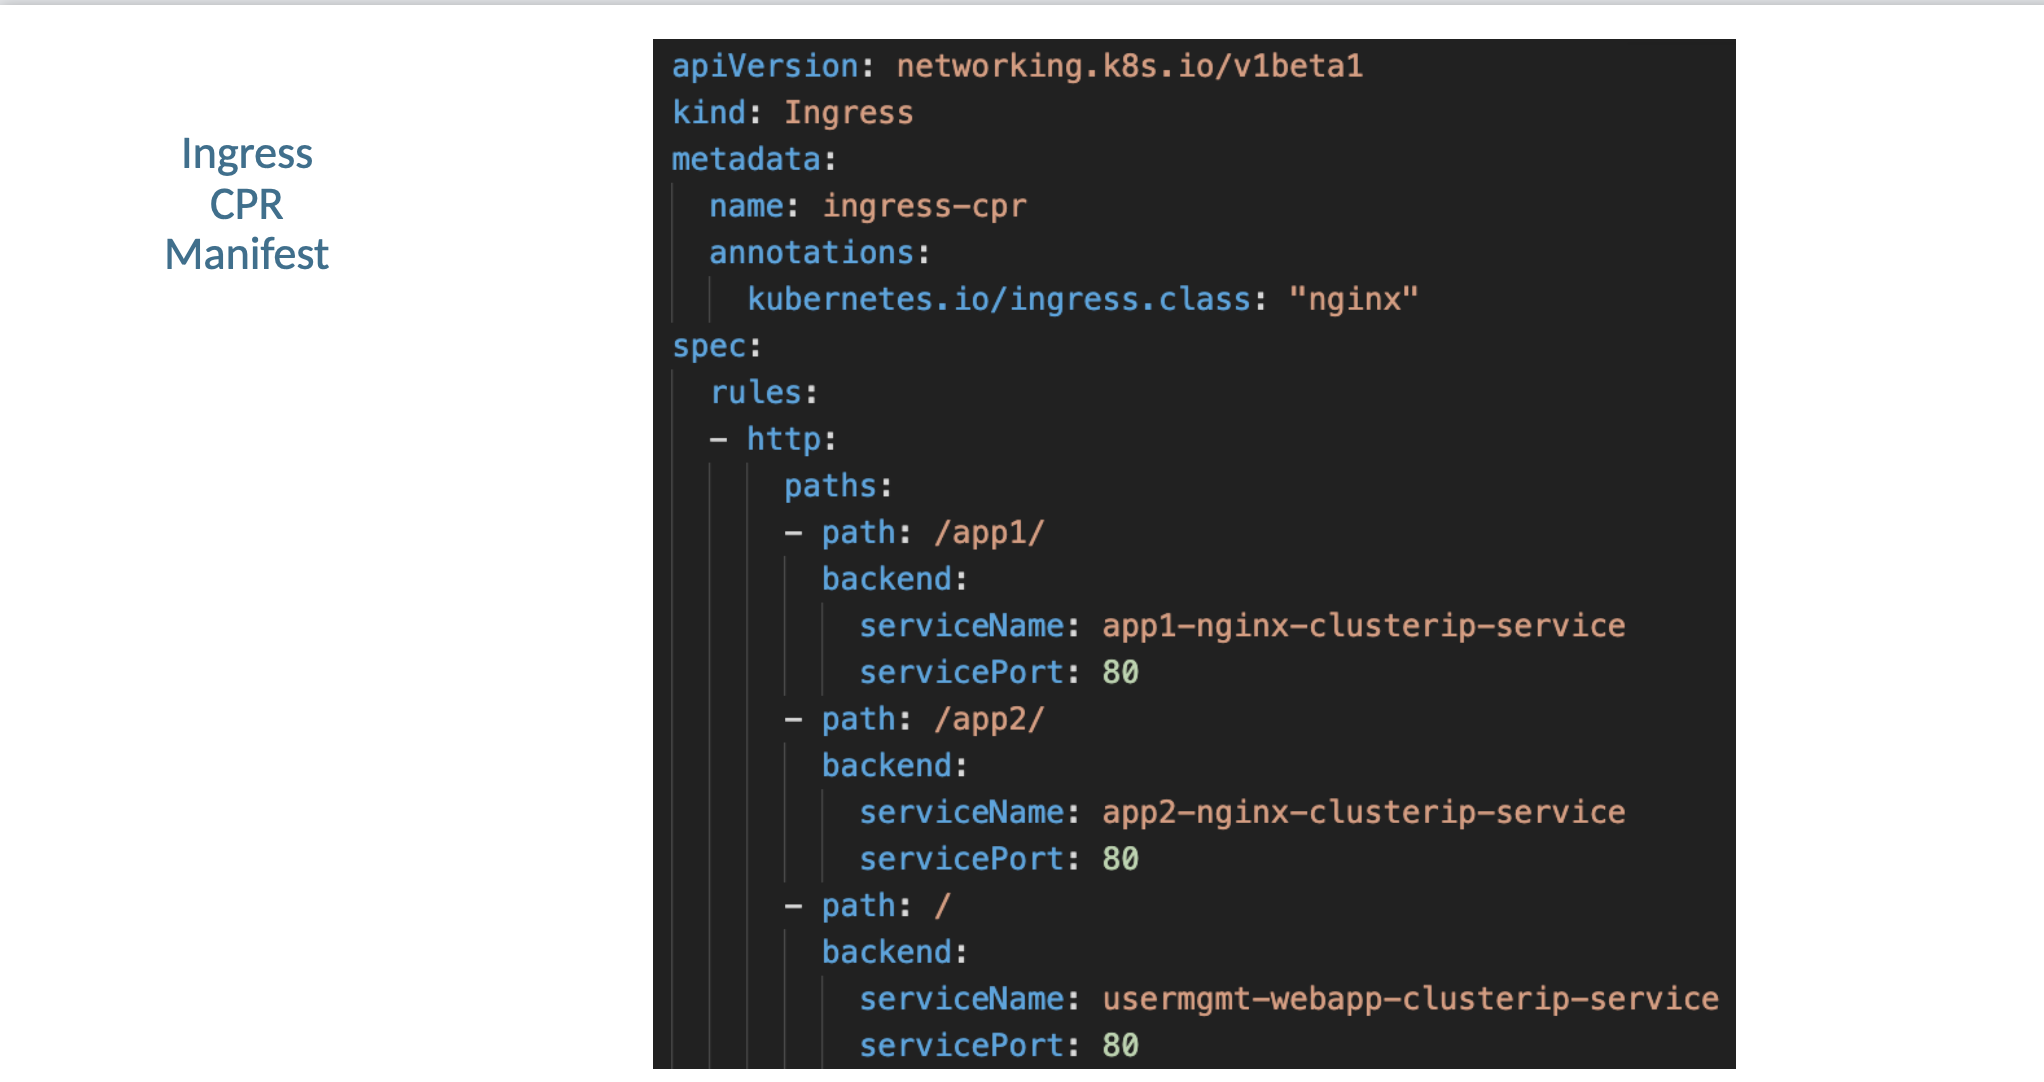 Ingress
CPR
Manifest
apiVersion: networking.k8s.io/v1beta1
kind: Ingress
metadata:
  name: ingress-cpr
  annotations:
    kubernetes.io/ingress.class: "nginx"
spec:
  rules:
  - http:
      paths:
      - path: /app1/
        backend:
          serviceName: app1-nginx-clusterip-service
          servicePort: 80
      - path: /app2/
        backend:
          serviceName: app2-nginx-clusterip-service
          servicePort: 80
      - path: /
        backend:
          serviceName: usermgmt-webapp-clusterip-service
          servicePort: 80